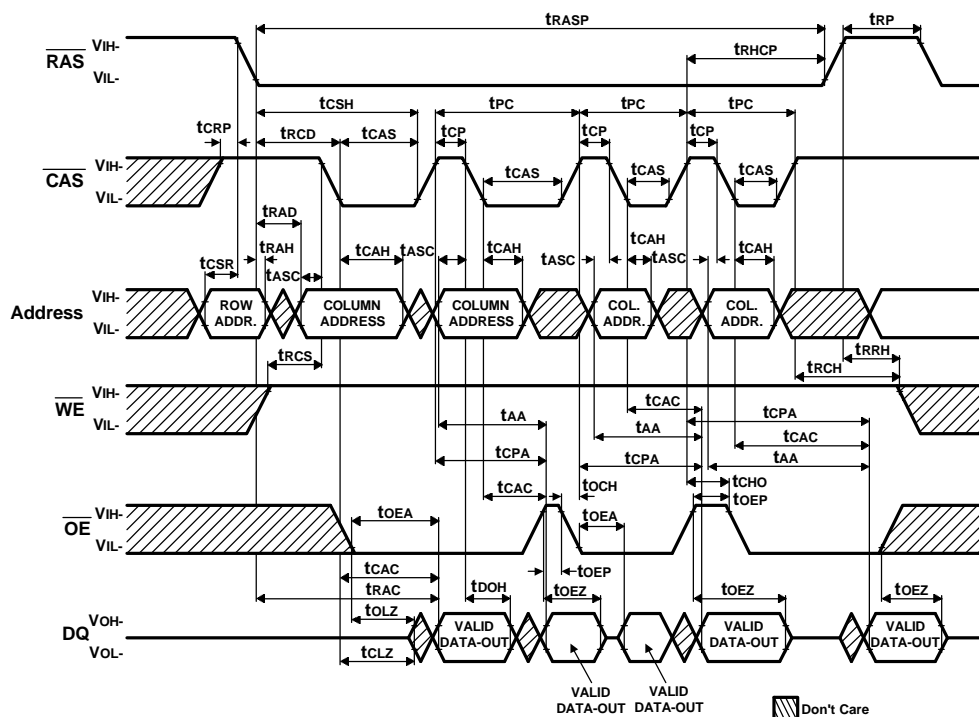 tRASP tRP
VIH-
RAS
VIL-
tRHCP
tCSH tPC tPC tPC
tCRP tRCD tCAS tCP tCP tCP
VIH-
CAS
VIL-
tCAS tCAS tCAS
tRAD
tCSR tRAH tASC tCAH tASC tCAH tASC tCAH tASC tCAH
VIH-
Address
VIL-
ROW ADDR. COLUMN ADDRESS COLUMN ADDRESS COL. ADDR. COL. ADDR.
tRCS tRRH
tRCH
VIH-
WE
VIL-
tCAC tCPA
tAA tAA tCAC
tCPA tCPA tAA
tCAC tOCH tCHO
tOEP
VIH-
OE
VIL-
tOEA tOEA
tOEP
tCAC
tRAC tDOH tOEZ tOEZ tOEZ
tOLZ
VOH-
DQ
VOL-
VALID DATA-OUT VALID DATA-OUT VALID DATA-OUT
tCLZ
VALID DATA-OUT VALID DATA-OUT
Don't Care